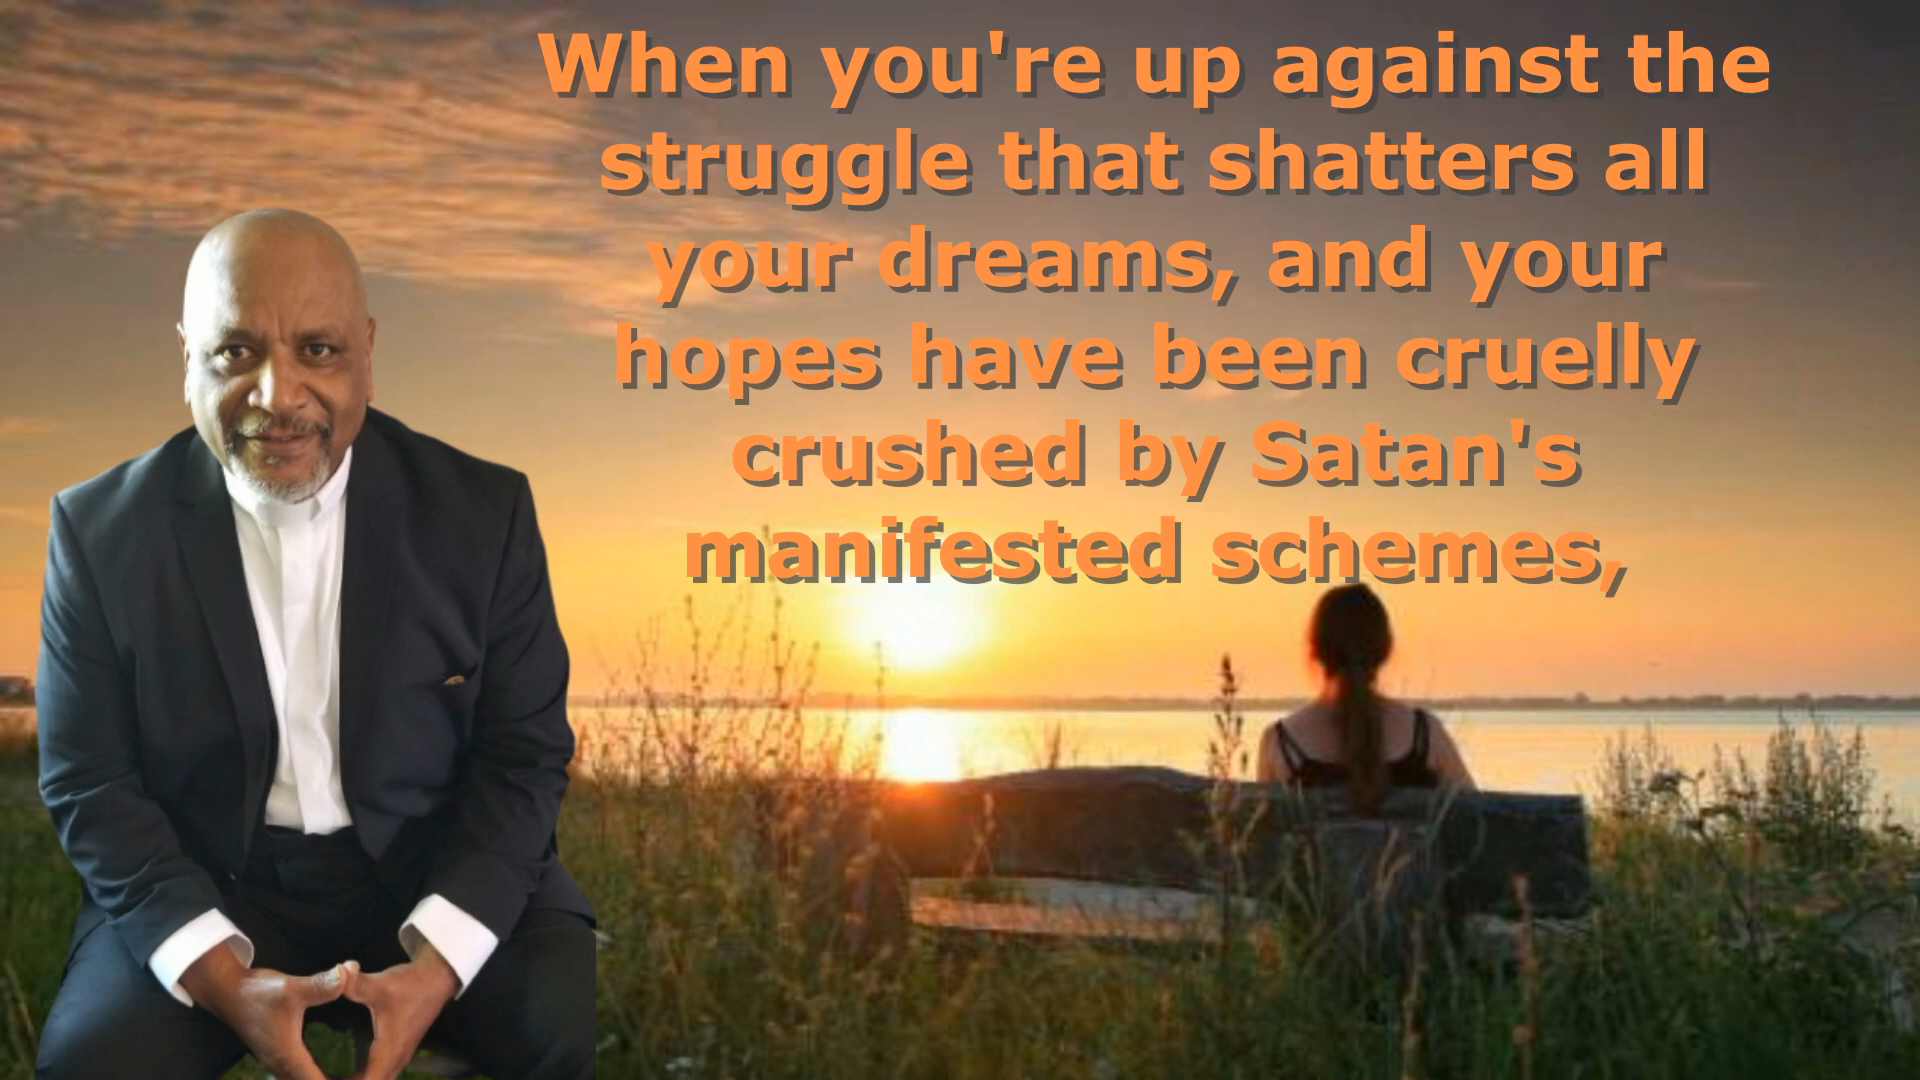 When you're up against the
struggle that shatters all
your dreams, and your
hopes have been cruelly
crushed by Satan's
manifested schemes,